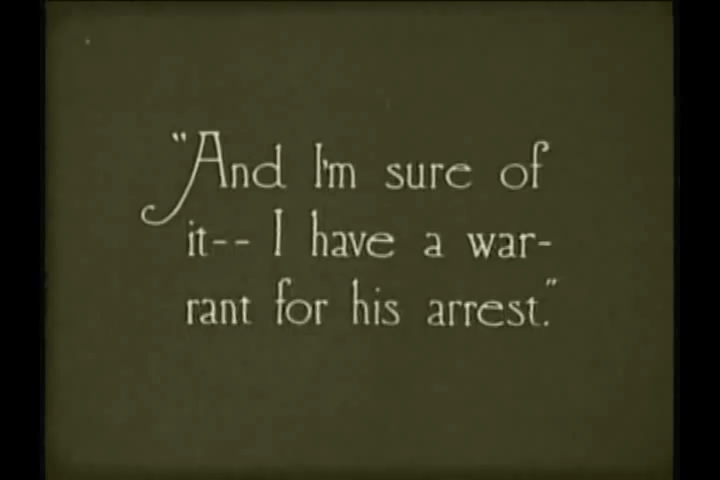 "And I'm sure of
it-- I have a war-
rant for his arrest."